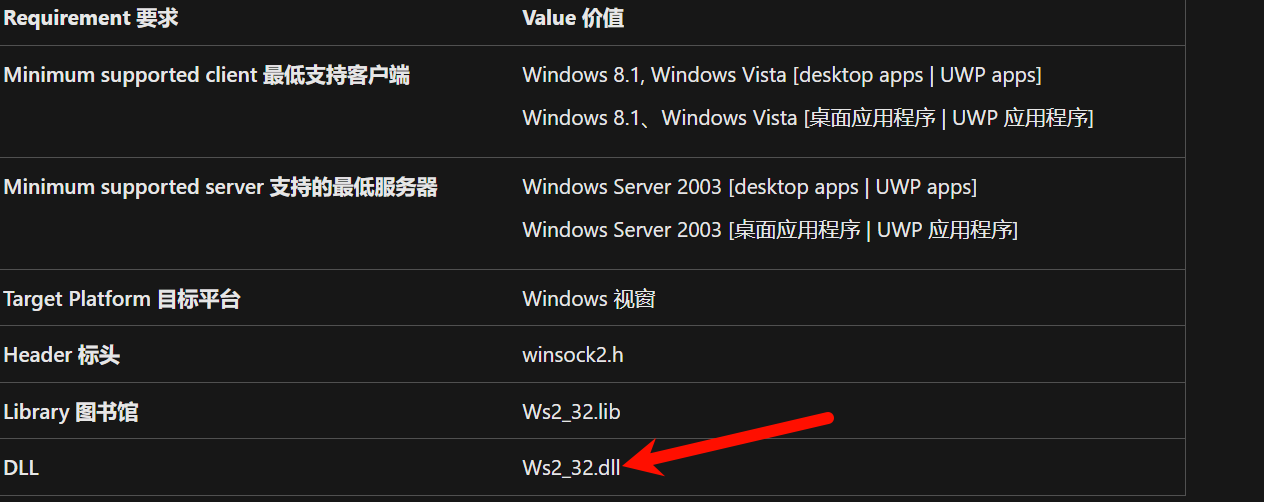 Requirement 要求 Value 价值
Minimum supported client 最低支持客户端 Windows 8.1, Windows Vista [desktop apps | UWP apps]
Windows 8.1、Windows Vista [桌面应用程序 | UWP 应用程序]
Minimum supported server 支持的最低服务器 Windows Server 2003 [desktop apps | UWP apps]
Windows Server 2003 [桌面应用程序 | UWP 应用程序]
Target Platform 目标平台 Windows 视窗
Header 标头 winsock2.h
Library 图书馆 Ws2_32.lib
DLL Ws2_32.dll